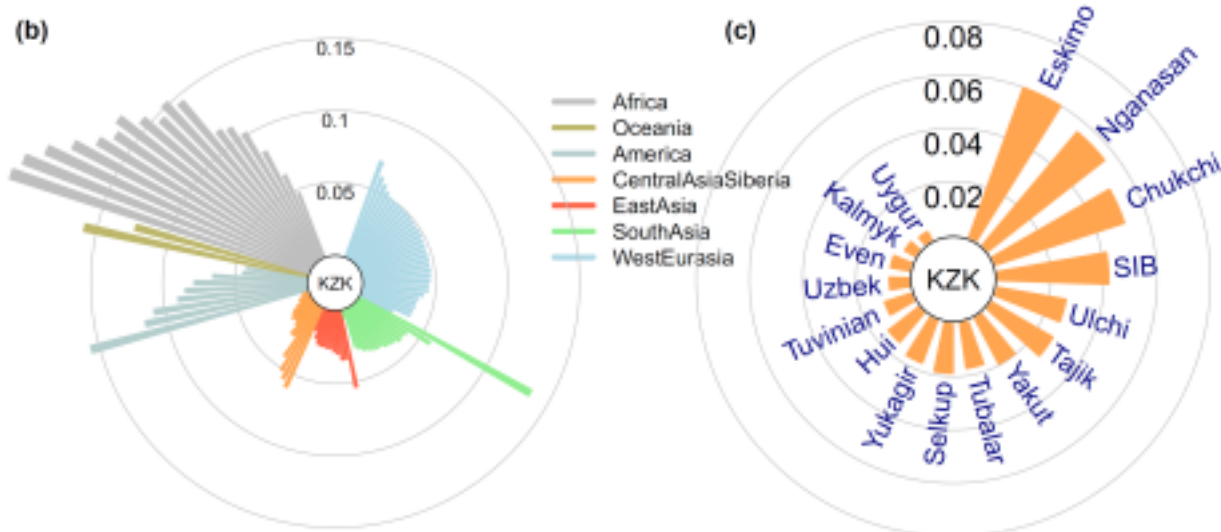 (b)
0.15
0.1
0.05
KZK
Africa
Oceania
America
CentralAsiaSiberia
EastAsia
SouthAsia
WestEurasia
(c)
0.08
0.06
0.04
0.02
KZK
Eskimo
Nganasan
Chukchi
SIB
Ulchi
Tajik
Yakut
Tubalar
Selkup
Yukagir
Hui
Tuvinian
Uzbek
Even
Kalmyk
Uygur